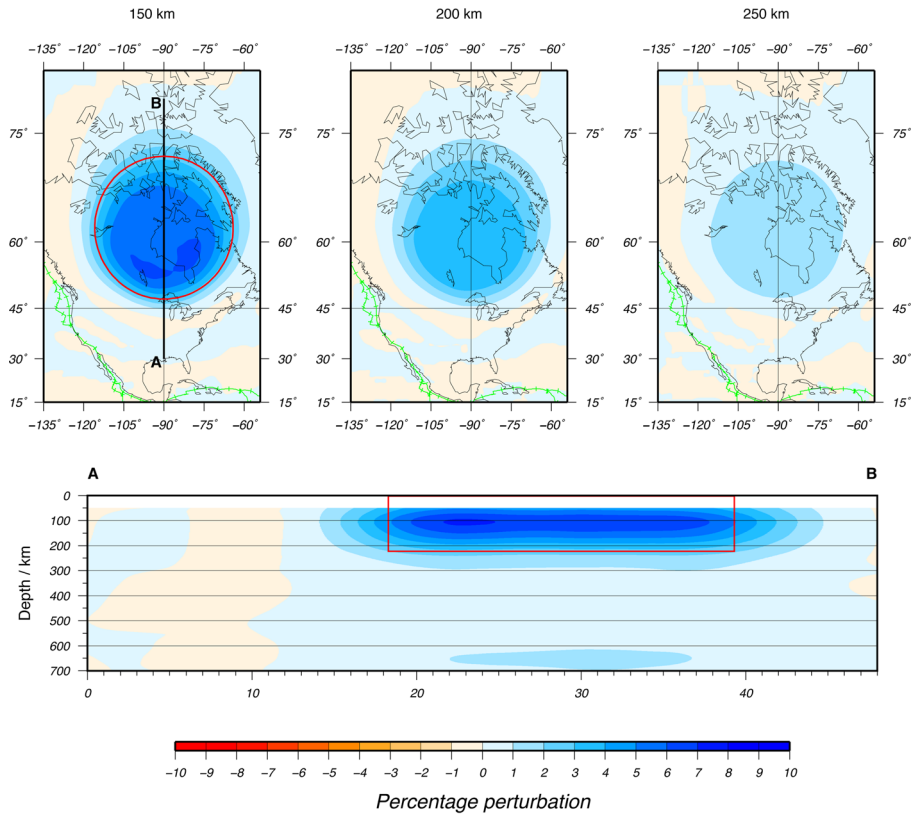 150 km 200 km 250 km
−135° −120° −105° −90° −75° −60° −135° −120° −105° −90° −75° −60° −135° −120° −105° −90° −75° −60°
B
75° 75° 75° 75°
60° 60° 60° 60°
45° 45° 45° 45°
A
30° 30° 30° 30°
15° 15° 15° 15°
−135° −120° −105° −90° −75° −60° −135° −120° −105° −90° −75° −60° −135° −120° −105° −90° −75° −60°
A B
0
100
200
300
400
500
600
700
Depth / km
0 10 20 30 40
−10 −9 −8 −7 −6 −5 −4 −3 −2 −1 0 1 2 3 4 5 6 7 8 9 10
Percentage perturbation